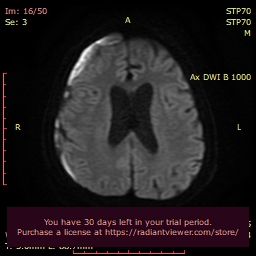 Im: 16/50
STP70
Se: 3
STP70
A
M
Ax DWI B 1000
R
L
You have 30 days left in your trial period.
Purchase a license at https://radiantviewer.com/store/